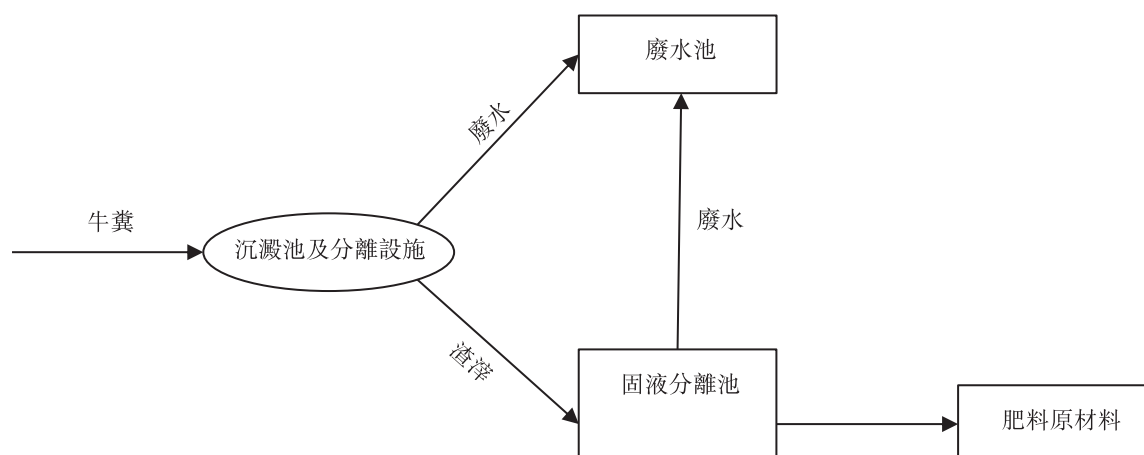 廢水池
廢水
牛糞
廢水
沉澱池及分離設施
渣滓
固液分離池
肥料原材料